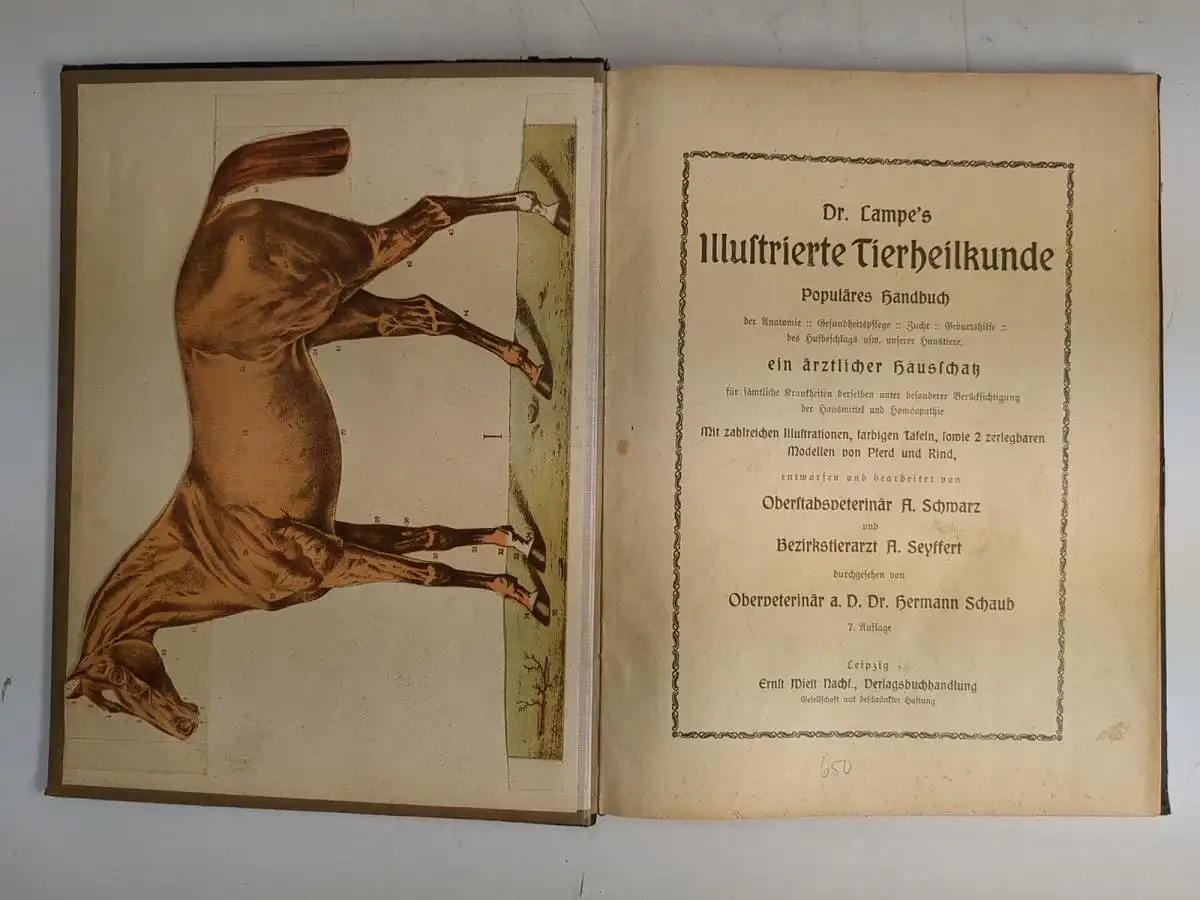 Dr. Lampe's
Illustrierte Tierheilkunde
Populäres Handbuch
der Anatomie :: Gesundheitspflege :: Zucht :: Geburtshilfe ::
des Hufbeschlags usw. unserer Haustiere,
ein ärztlicher Hausschatz
für sämtliche Krankheiten derselben unter besonderer Berücksichtigung
der Hausmittel und Homöopathie
Mit zahlreichen Illustrationen, farbigen Tafeln, sowie 2 zerlegbaren
Modellen von Pferd und Rind,
entworfen und bearbeitet von
Oberstabsveterinär A. Schwarz
und
Bezirkstierarzt A. Seyffert
durchgesehen von
Oberveterinär a. D. Dr. Hermann Schaub
7. Auflage
Leipzig
Ernst Wiest Nachf., Verlagsbuchhandlung
Gesellschaft mit beschränkter Haftung
650
I